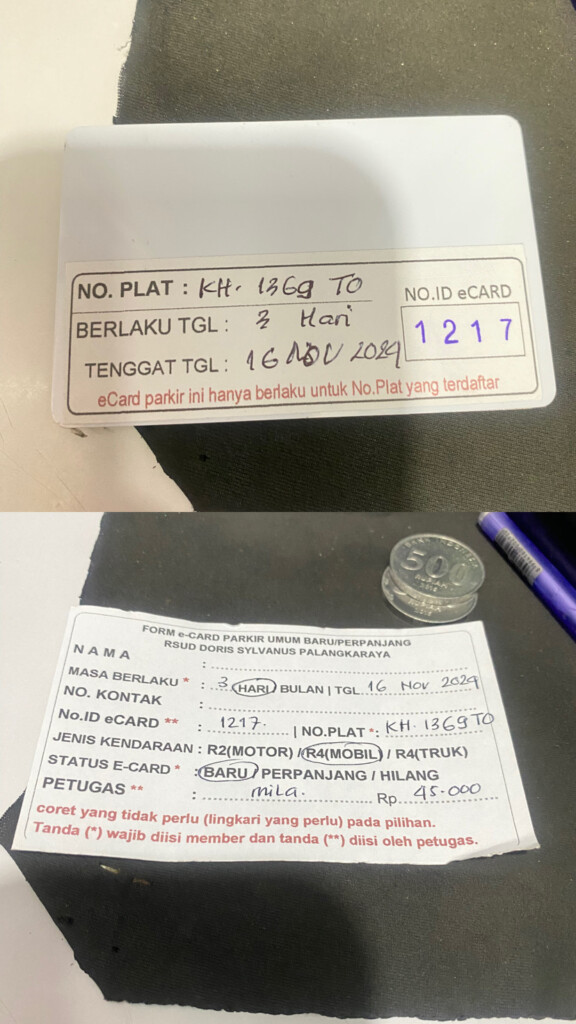 NO. PLAT : KH. 1369 TO
NO.ID eCARD
BERLAKU TGL : 3 Hari
1217
TENGGAT TGL : 16 NOV 2024
eCard parkir ini hanya berlaku untuk No.Plat yang terdaftar
500
RUPIAH
FORM e-CARD PARKIR UMUM BARU/PERPANJANG
RSUD DORIS SYLVANUS PALANGKARAYA
NAMA :
MASA BERLAKU * : 3 HARI / BULAN | TGL. 16 Nov 2024
NO. KONTAK :
No.ID eCARD ** : 1217. | NO.PLAT *: KH. 1369 TO
JENIS KENDARAAN : R2(MOTOR) / R4(MOBIL) / R4(TRUK)
STATUS E-CARD * : BARU / PERPANJANG / HILANG
PETUGAS ** : mila. Rp. 45.000
coret yang tidak perlu (lingkari yang perlu) pada pilihan.
Tanda (*) wajib diisi member dan tanda (**) diisi oleh petugas.